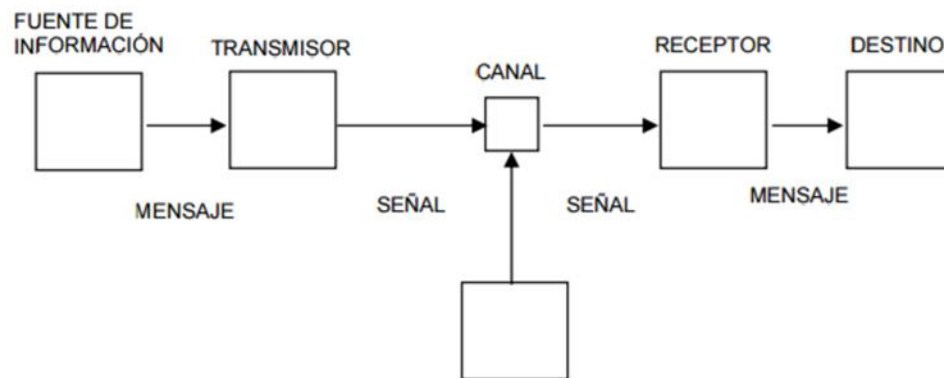 FUENTE DE
INFORMACIÓN
TRANSMISOR
CANAL
RECEPTOR
DESTINO
MENSAJE
SEÑAL
SEÑAL
MENSAJE